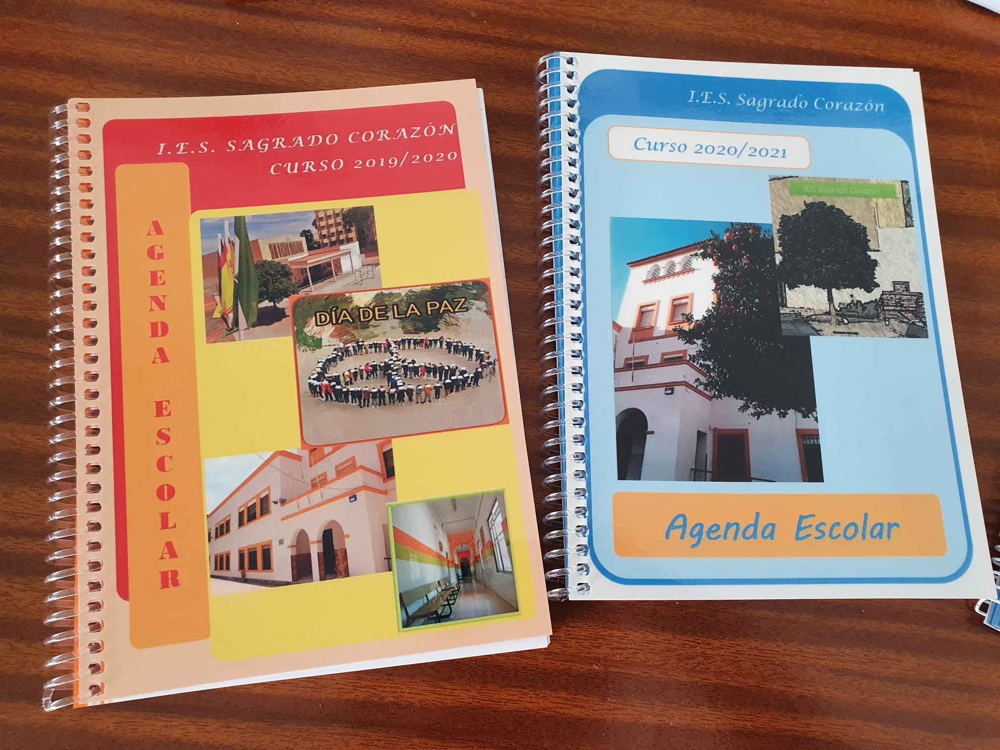 I.E.S. SAGRADO CORAZÓN
CURSO 2019/2020
AGENDA ESCOLAR
DÍA DE LA PAZ
I.E.S. Sagrado Corazón
Curso 2020/2021
IES Sagrado Corazón
Agenda Escolar